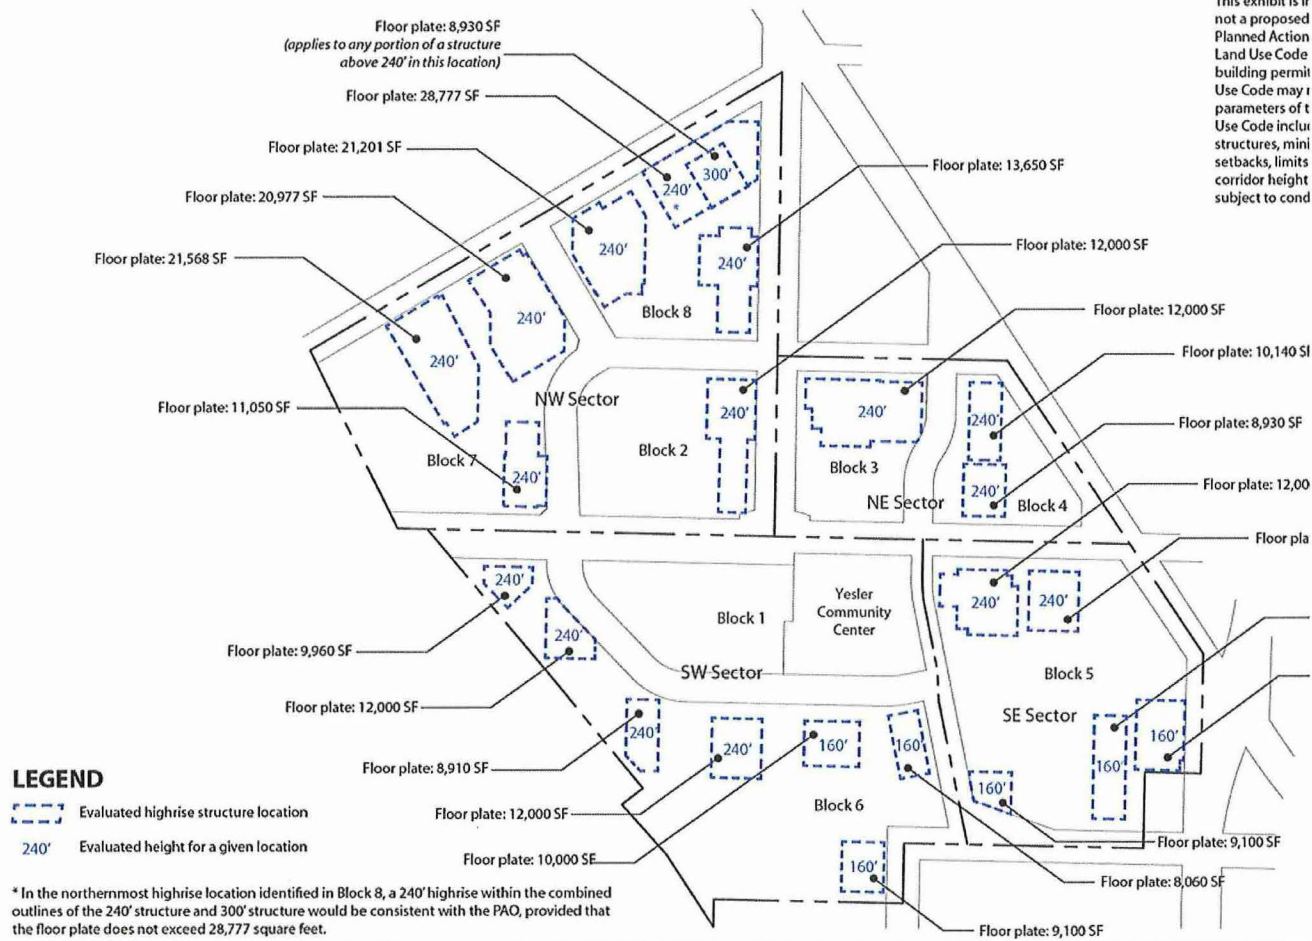 This exhibit is
not a proposed
Planned Action
Land Use Code
building permit
Use Code may
parameters of
Use Code
structures,
setbacks, limits
corridor height
subject to
Floor plate: 8,930 SF
(applies to any portion of a structure
above 240' in this location)
Floor plate: 28,777 SF
Floor plate: 21,201 SF
Floor plate: 20,977 SF
Floor plate: 21,568 SF
Floor plate: 13,650 SF
Floor plate: 12,000 SF
Floor plate: 12,000 SF
Floor plate: 10,140
Floor plate: 8,930 SF
Floor plate: 12,00
Floor
Floor plate: 11,050 SF
300'
240'
*
240'
240'
Block 8
240'
240'
NW Sector
240'
240'
240'
240'
Block 7
Block 2
Block 3
240'
240'
NE Sector
Block 4
240'
240'
240'
240'
Block 1
Yesler
Community
Center
Block 5
SW Sector
SE Sector
240'
240'
160'
160'
160'
160'
160'
Block 6
160'
Floor plate: 9,960 SF
Floor plate: 12,000 SF
Floor plate: 8,910 SF
Floor plate: 12,000 SF
Floor plate: 10,000 SF
Floor plate: 9,100 SF
Floor plate: 8,060 SF
Floor plate: 9,100 SF
LEGEND
Evaluated highrise structure location
240' Evaluated height for a given location
* In the northernmost highrise location identified in Block 8, a 240' highrise within the combined
outlines of the 240' structure and 300' structure would be consistent with the PAO, provided that
the floor plate does not exceed 28,777 square feet.